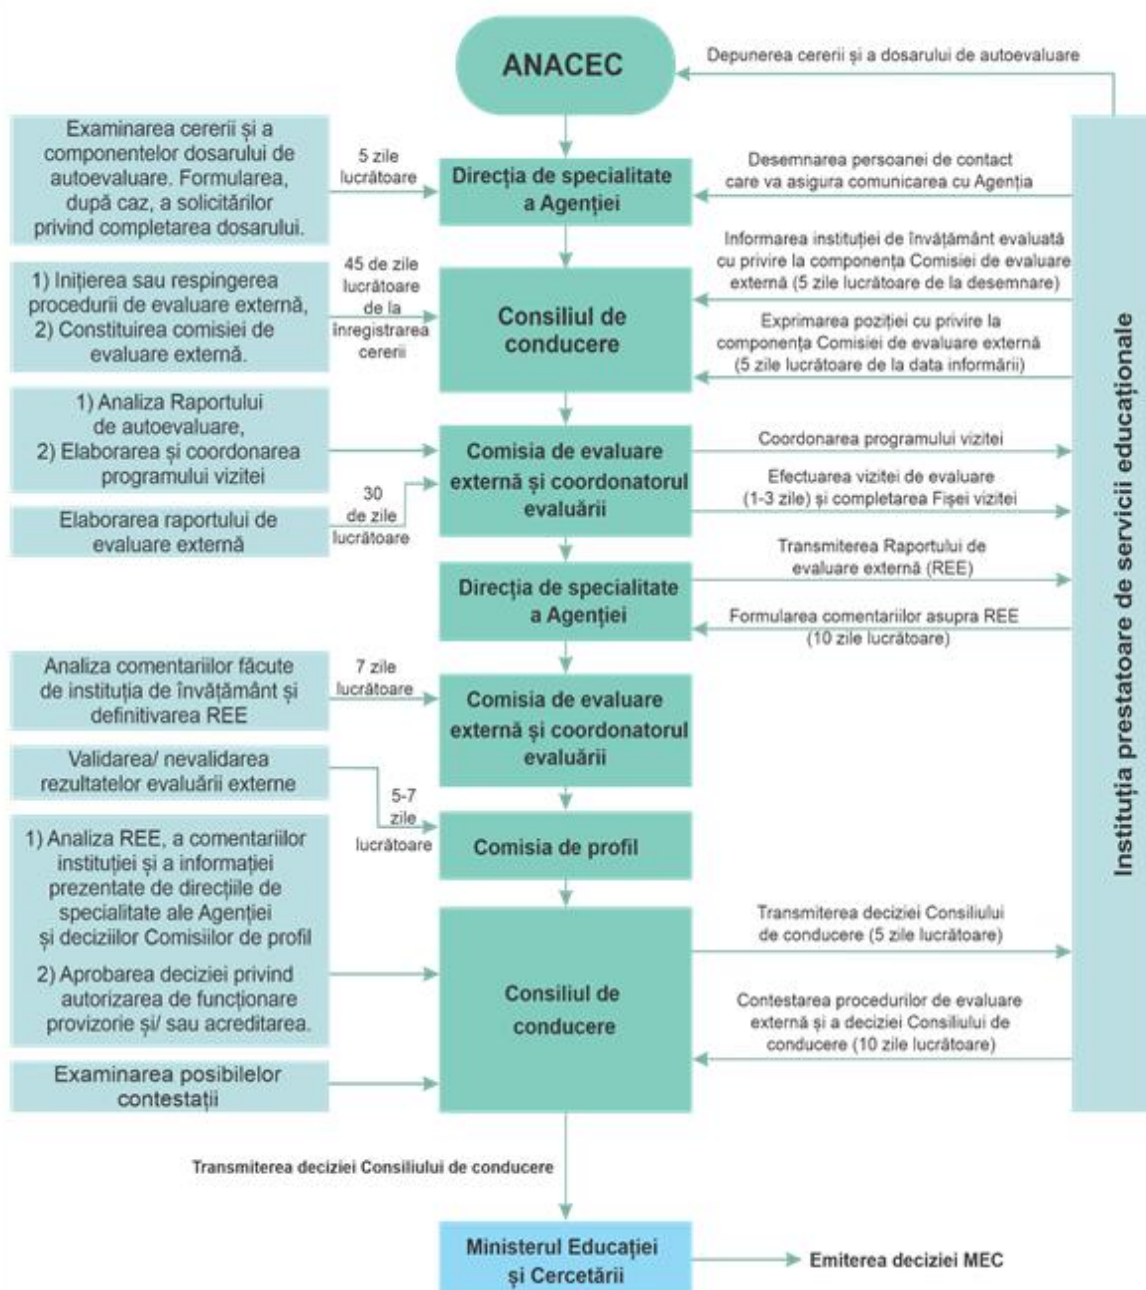 ANACEC
Depunerea cererii și a dosarului de autoevaluare
Examinarea cererii și a
componentelor dosarului de
autoevaluare. Formularea,
după caz, a solicitărilor
privind completarea dosarului.
5 zile
lucrătoare
Direcția de specialitate
a Agenției
Desemnarea persoanei de contact
care va asigura comunicarea cu Agenția
1) Inițierea sau respingerea
procedurii de evaluare externă,
2) Constituirea comisiei de
evaluare externă.
45 de zile
lucrătoare
de la
înregistrarea
cererii
Consiliul de
conducere
Informarea instituției de învățământ evaluată
cu privire la componența Comisiei de evaluare
externă (5 zile lucrătoare de la desemnare)
Exprimarea poziției cu privire la
componența Comisiei de evaluare externă
(5 zile lucrătoare de la data informării)
1) Analiza Raportului
de autoevaluare,
2) Elaborarea și coordonarea
programului vizitei
Elaborarea raportului de
evaluare externă
30
de zile
lucrătoare
Comisia de evaluare
externă și coordonatorul
evaluării
Coordonarea programului vizitei
Efectuarea vizitei de evaluare
(1-3 zile) și completarea Fișei vizitei
Direcția de specialitate
a Agenției
Transmiterea Raportului de
evaluare externă (REE)
Formularea comentariilor asupra REE
(10 zile lucrătoare)
Analiza comentariilor făcute
de instituția de învățământ și
definitivarea REE
7 zile
lucrătoare
Comisia de evaluare
externă și coordonatorul
evaluării
Validarea/ nevalidarea
rezultatelor evaluării externe
5-7
zile
lucrătoare
Comisia de profil
1) Analiza REE, a comentariilor
instituției și a informației
prezentate de direcțiile de
specialitate ale Agenției
și deciziilor Comisiilor de profil
2) Aprobarea deciziei privind
autorizarea de funcționare
provizorie și/ sau acreditarea.
Examinarea posibilelor
contestații
Consiliul de
conducere
Transmiterea deciziei Consiliului
de conducere (5 zile lucrătoare)
Contestarea procedurilor de evaluare
externă și a deciziei Consiliului de
conducere (10 zile lucrătoare)
Instituția prestatoare de servicii educaționale
Transmiterea deciziei Consiliului de conducere
Ministerul Educației
și Cercetării
Emiterea deciziei MEC